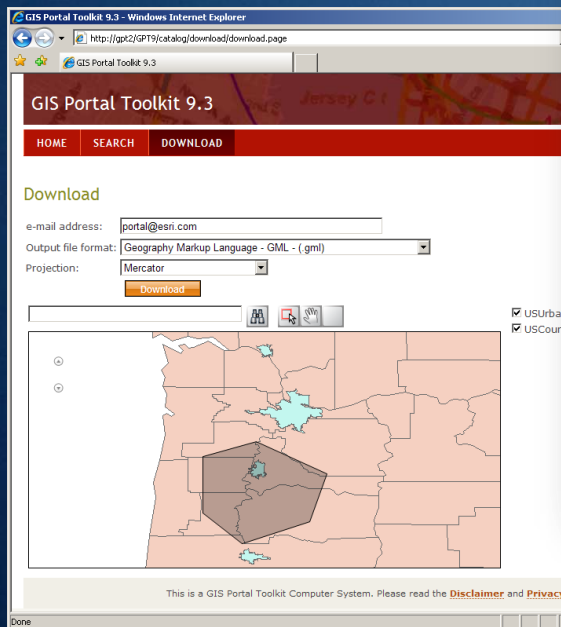 GIS Portal Toolkit 9.3 - Windows Internet Explorer
http://gpt2/GPT9/catalog/download/download.page
GIS Portal Toolkit 9.3
GIS Portal Toolkit 9.3
Jersey C t
HOME SEARCH DOWNLOAD
Download
e-mail address: portal@esri.com
Output file format: Geography Markup Language - GML - (.gml)
Projection: Mercator
Download
USUrba
USCour
This is a GIS Portal Toolkit Computer System. Please read the Disclaimer and Privacy
Done